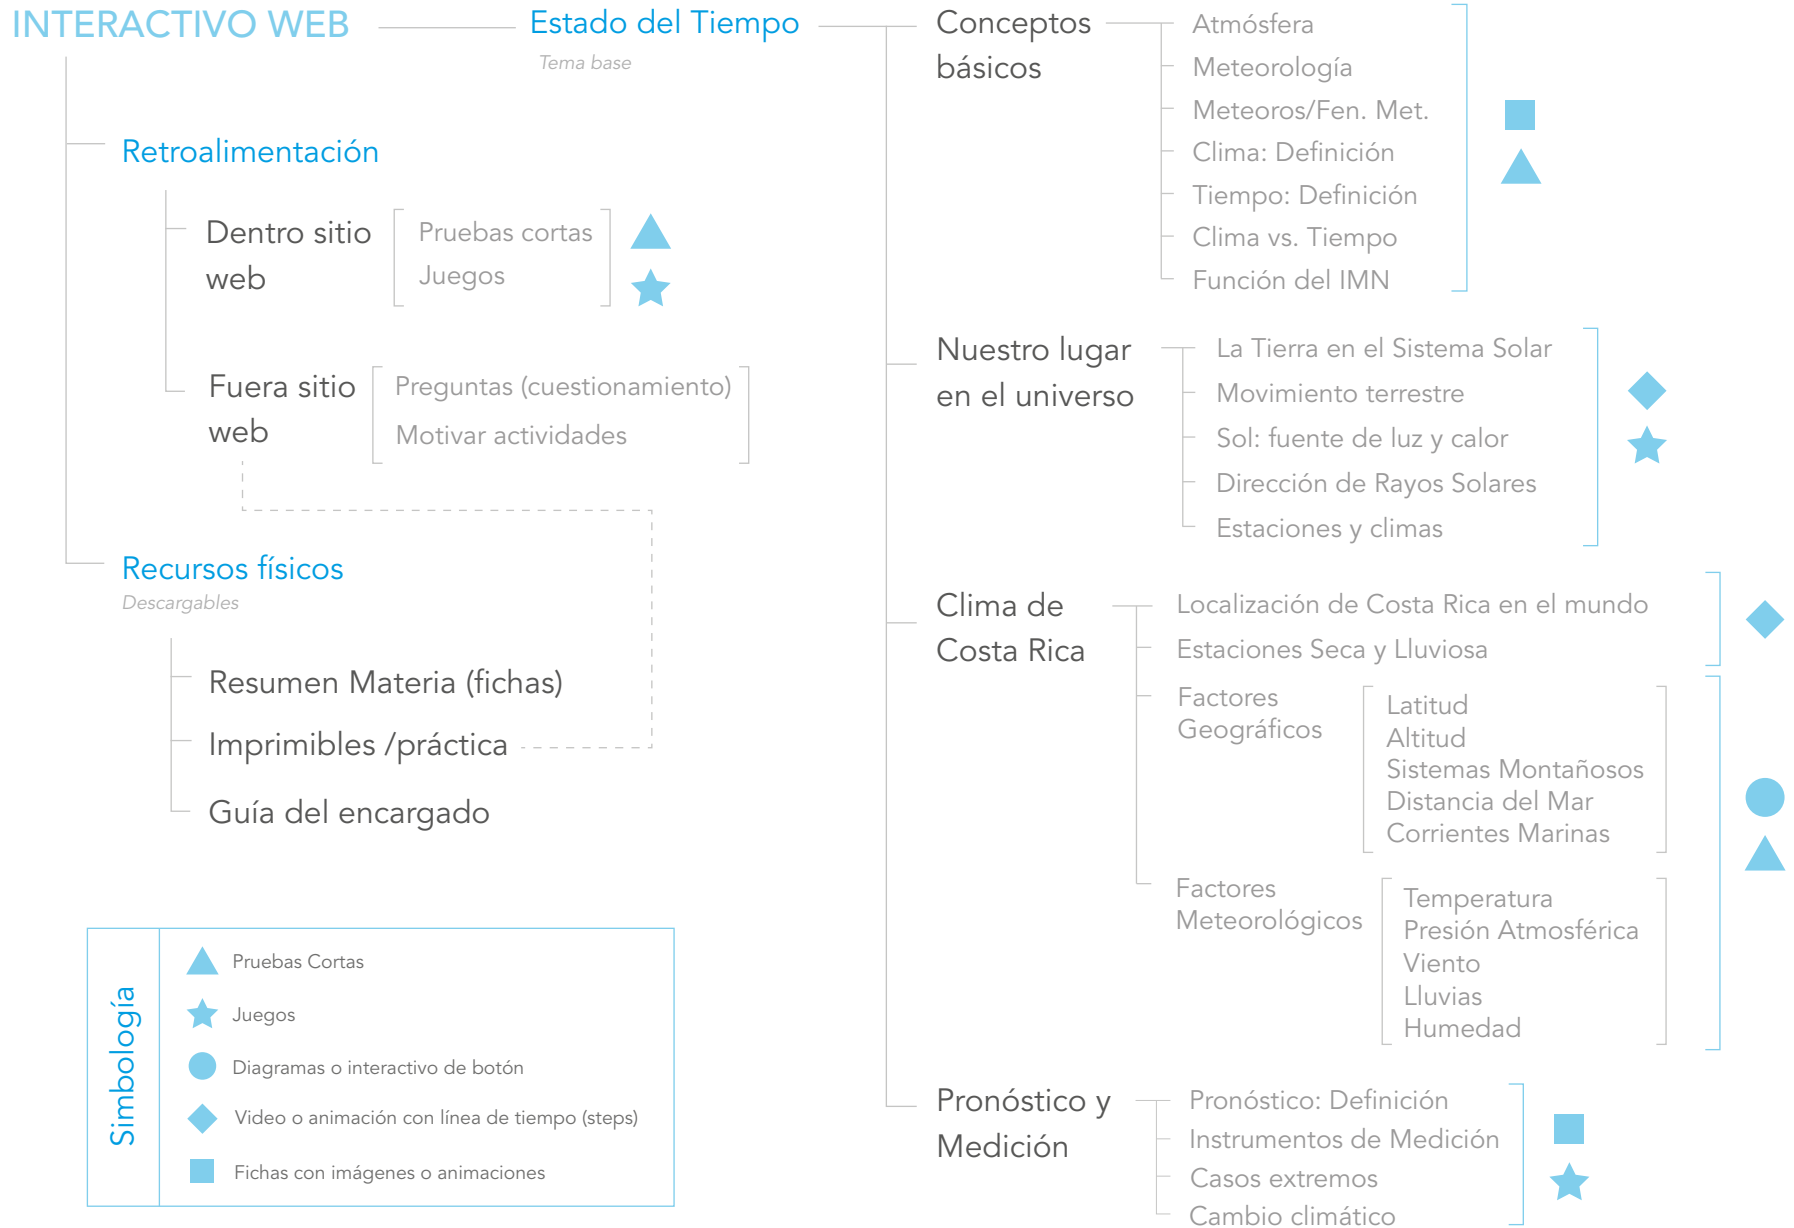 INTERACTIVO WEB
Estado del Tiempo
Tema base
Retroalimentación
Dentro sitio
web
Pruebas cortas
Juegos
Fuera sitio
web
Preguntas (cuestionamiento)
Motivar actividades
Recursos físicos
Descargables
Resumen Materia (fichas)
Imprimibles /práctica
Guía del encargado
Simbología
Pruebas Cortas
Juegos
Diagramas o interactivo de botón
Video o animación con línea de tiempo (steps)
Fichas con imágenes o animaciones
Conceptos
básicos
Atmósfera
Meteorología
Meteoros/Fen. Met.
Clima: Definición
Tiempo: Definición
Clima vs. Tiempo
Función del IMN
Nuestro lugar
en el universo
La Tierra en el Sistema Solar
Movimiento terrestre
Sol: fuente de luz y calor
Dirección de Rayos Solares
Estaciones y climas
Clima de
Costa Rica
Localización de Costa Rica en el mundo
Estaciones Seca y Lluviosa
Factores
Geográficos
Latitud
Altitud
Sistemas Montañosos
Distancia del Mar
Corrientes Marinas
Factores
Meteorológicos
Temperatura
Presión Atmosférica
Viento
Lluvias
Humedad
Pronóstico y
Medición
Pronóstico: Definición
Instrumentos de Medición
Casos extremos
Cambio climático